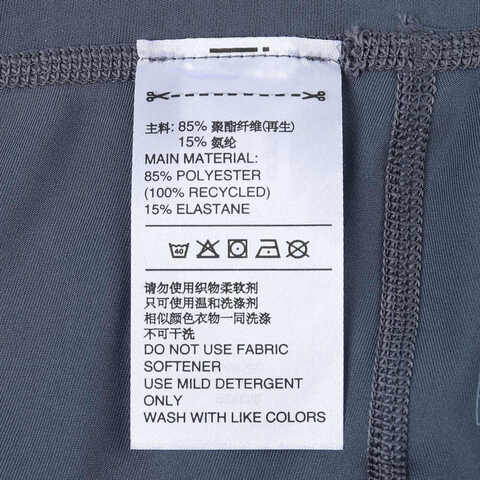 主料: 85% 聚酯纤维(再生)
15% 氨纶
MAIN MATERIAL:
85% POLYESTER
(100% RECYCLED)
15% ELASTANE
40
请勿使用织物柔软剂
只可使用温和洗涤剂
相似颜色衣物一同洗涤
不可干洗
DO NOT USE FABRIC
SOFTENER
USE MILD DETERGENT
ONLY
WASH WITH LIKE COLORS